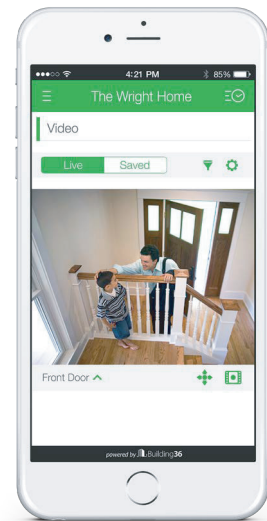 4:21 PM 85%
The Wright Home
Video
Live Saved
Front Door
powered by Building36